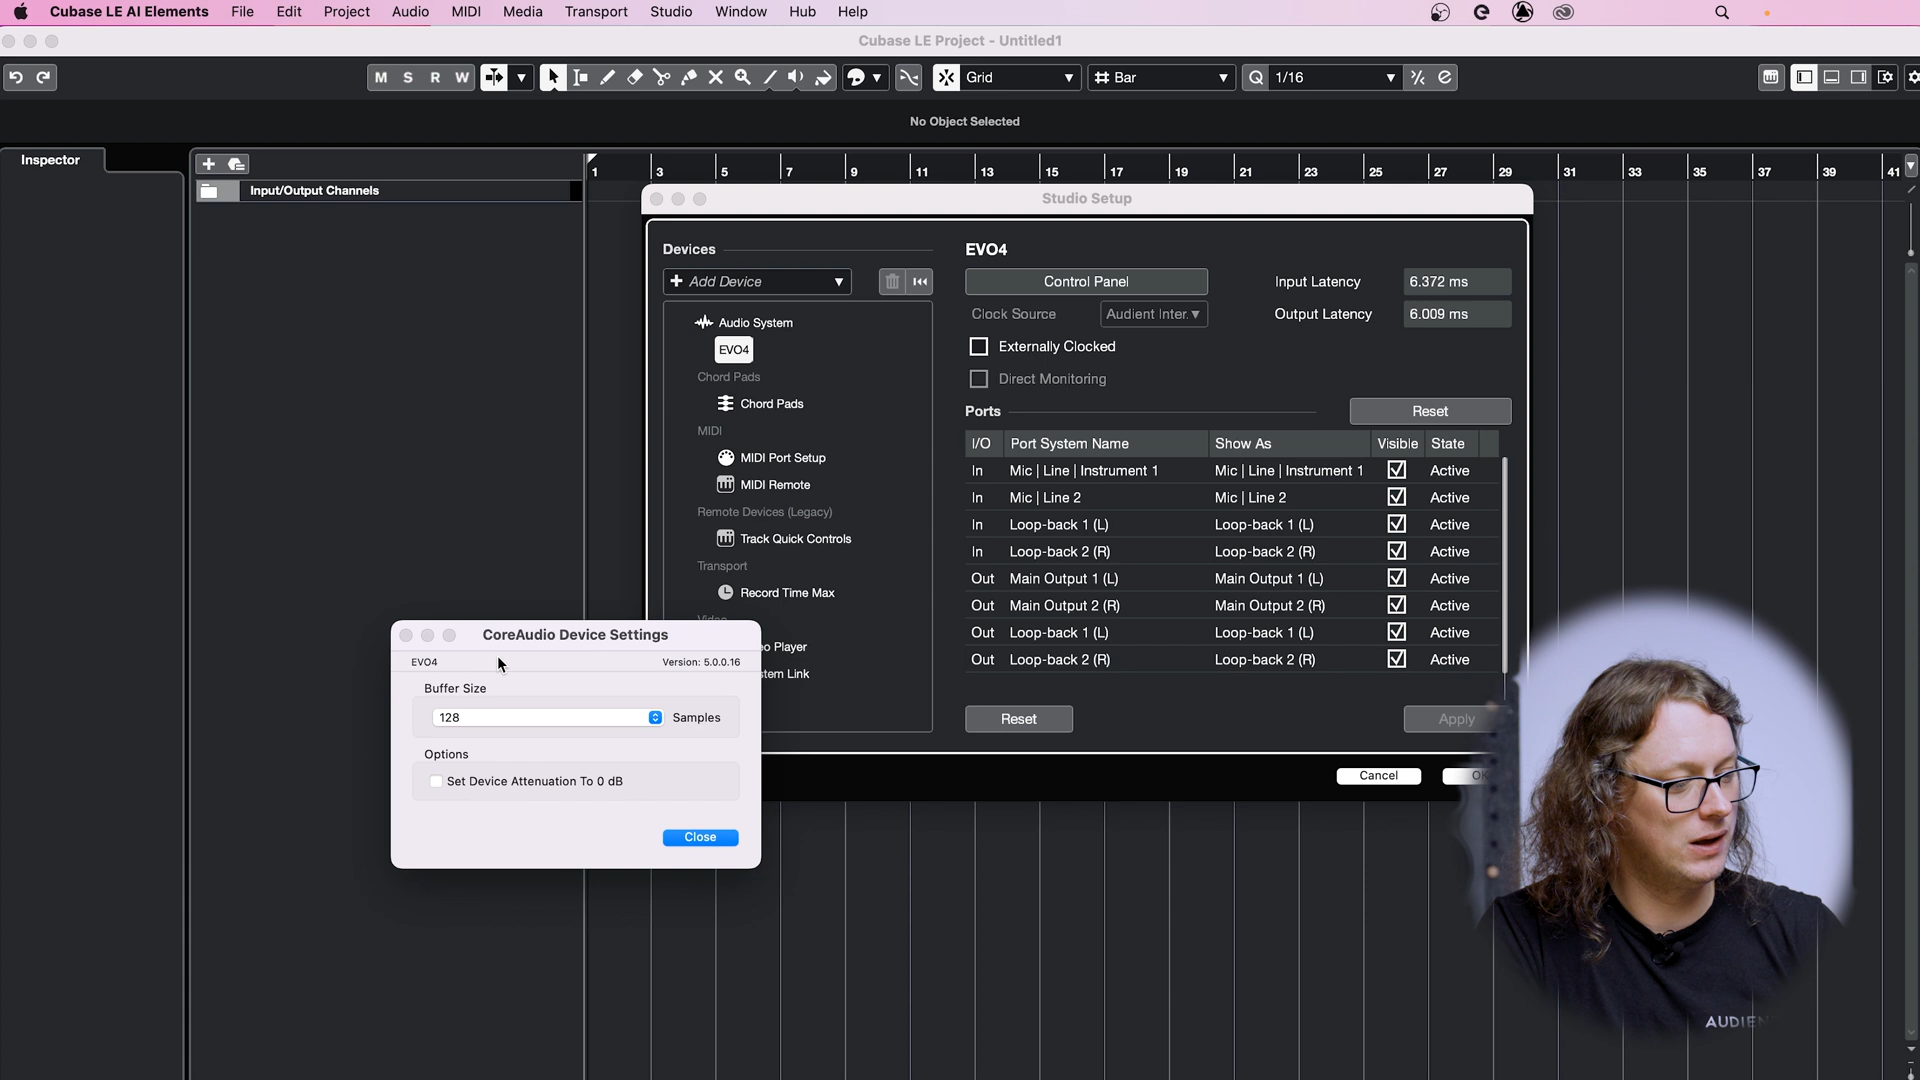 Cubase LE AI Elements File Edit Project Audio MIDI Media Transport Studio Window Hub Help
Cubase LE Project - Untitled1
M S R W Grid Bar Q 1/16
No Object Selected
Inspector
1 3 5 7 9 11 13 15 17 19 21 23 25 27 29 31 33 35 37 39 41
Input/Output Channels
Studio Setup
Devices
Add Device
Audio System
EVO4
Chord Pads
Chord Pads
MIDI
MIDI Port Setup
MIDI Remote
Remote Devices (Legacy)
Track Quick Controls
Transport
Record Time Max
EVO4
Control Panel
Input Latency 6.372 ms
Clock Source Audient Inter.
Output Latency 6.009 ms
Externally Clocked
Direct Monitoring
Ports
Reset
I/O Port System Name Show As Visible State
In Mic | Line | Instrument 1 Mic | Line | Instrument 1 Active
In Mic | Line 2 Mic | Line 2 Active
In Loop-back 1 (L) Loop-back 1 (L) Active
In Loop-back 2 (R) Loop-back 2 (R) Active
Out Main Output 1 (L) Main Output 1 (L) Active
Out Main Output 2 (R) Main Output 2 (R) Active
Out Loop-back 1 (L) Loop-back 1 (L) Active
Out Loop-back 2 (R) Loop-back 2 (R) Active
Reset Apply
Cancel
CoreAudio Device Settings
EVO4 Version: 5.0.0.16
Buffer Size
128 Samples
Options
Set Device Attenuation To 0 dB
Close